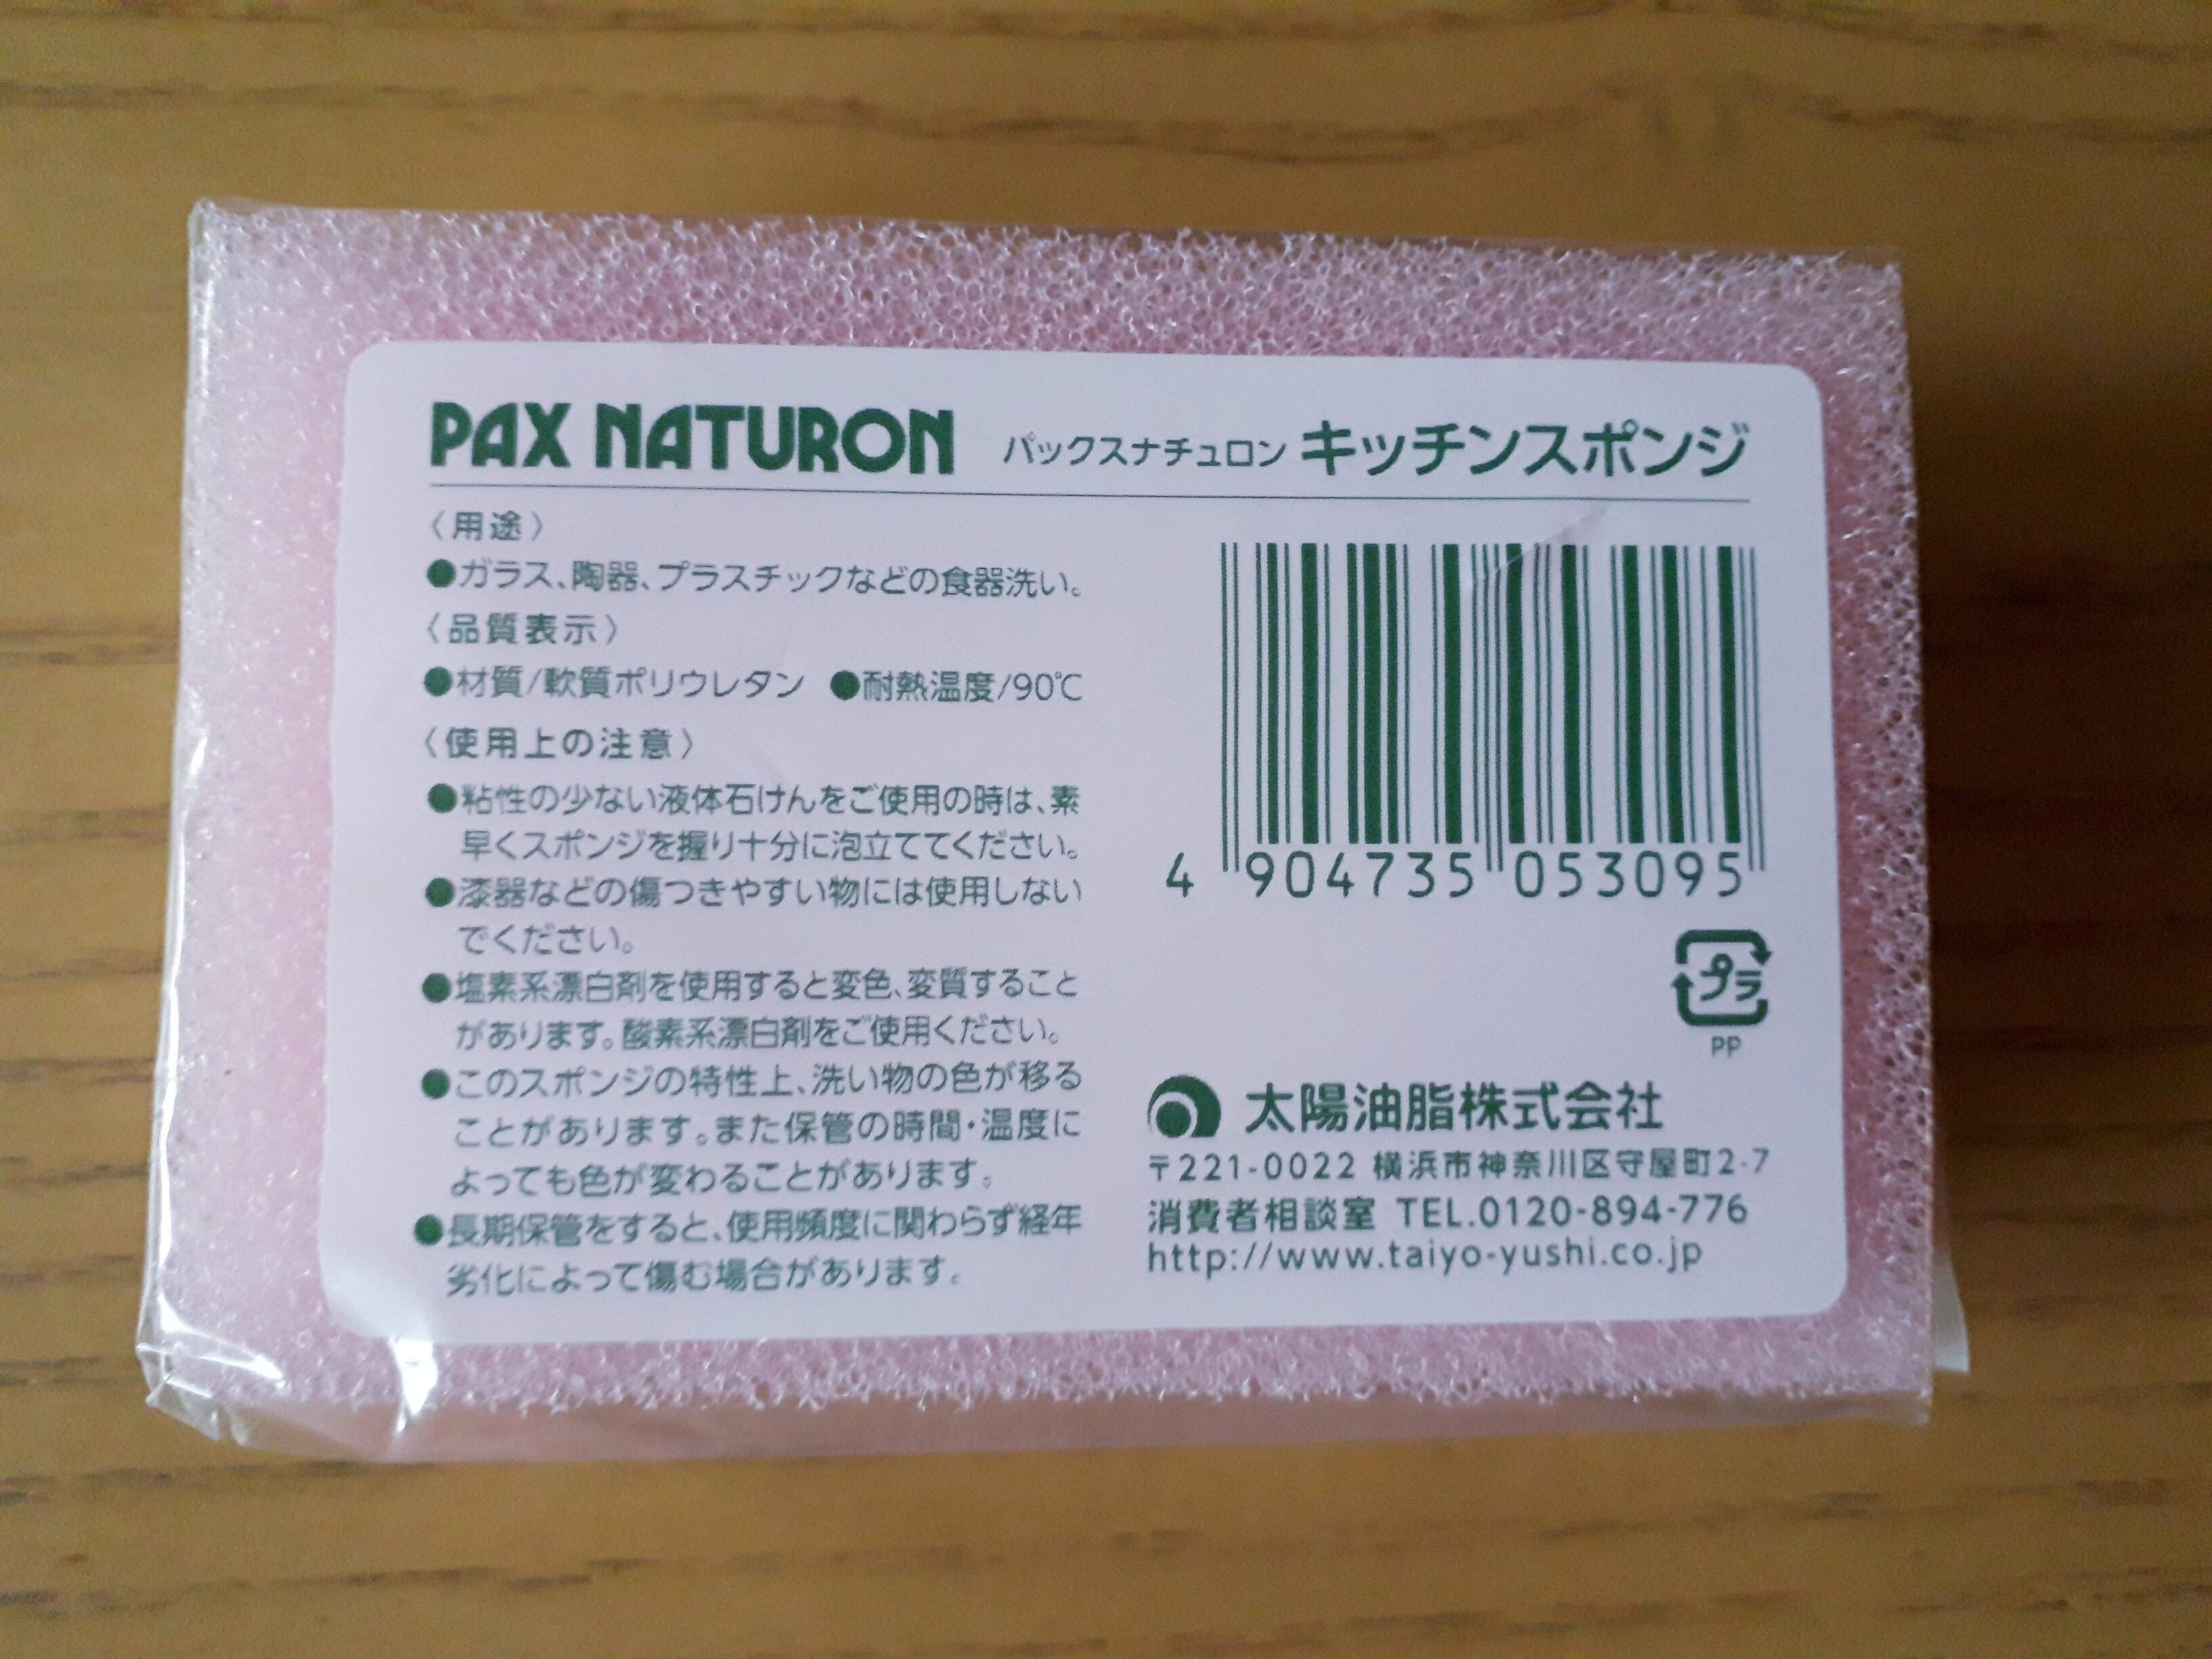 PAX NATURON パックスナチュロン キッチンスポンジ
〈用途〉
●ガラス、陶器、プラスチックなどの食器洗い。
〈品質表示〉
●材質/軟質ポリウレタン ●耐熱温度/90℃
〈使用上の注意〉
●粘性の少ない液体石けんをご使用の時は、素
早くスポンジを握り十分に泡立ててください。
●漆器などの傷つきやすい物には使用しない
でください。
●塩素系漂白剤を使用すると変色、変質すること
があります。酸素系漂白剤をご使用ください。
●このスポンジの特性上、洗い物の色が移る
ことがあります。また保管の時間・温度に
よっても色が変わることがあります。
●長期保管をすると、使用頻度に関わらず経年
劣化によって傷む場合があります。
4 904735 053095
プラ
PP
太陽油脂株式会社
〒221-0022 横浜市神奈川区守屋町2-7
消費者相談室 TEL.0120-894-776
http://www.taiyo-yushi.co.jp